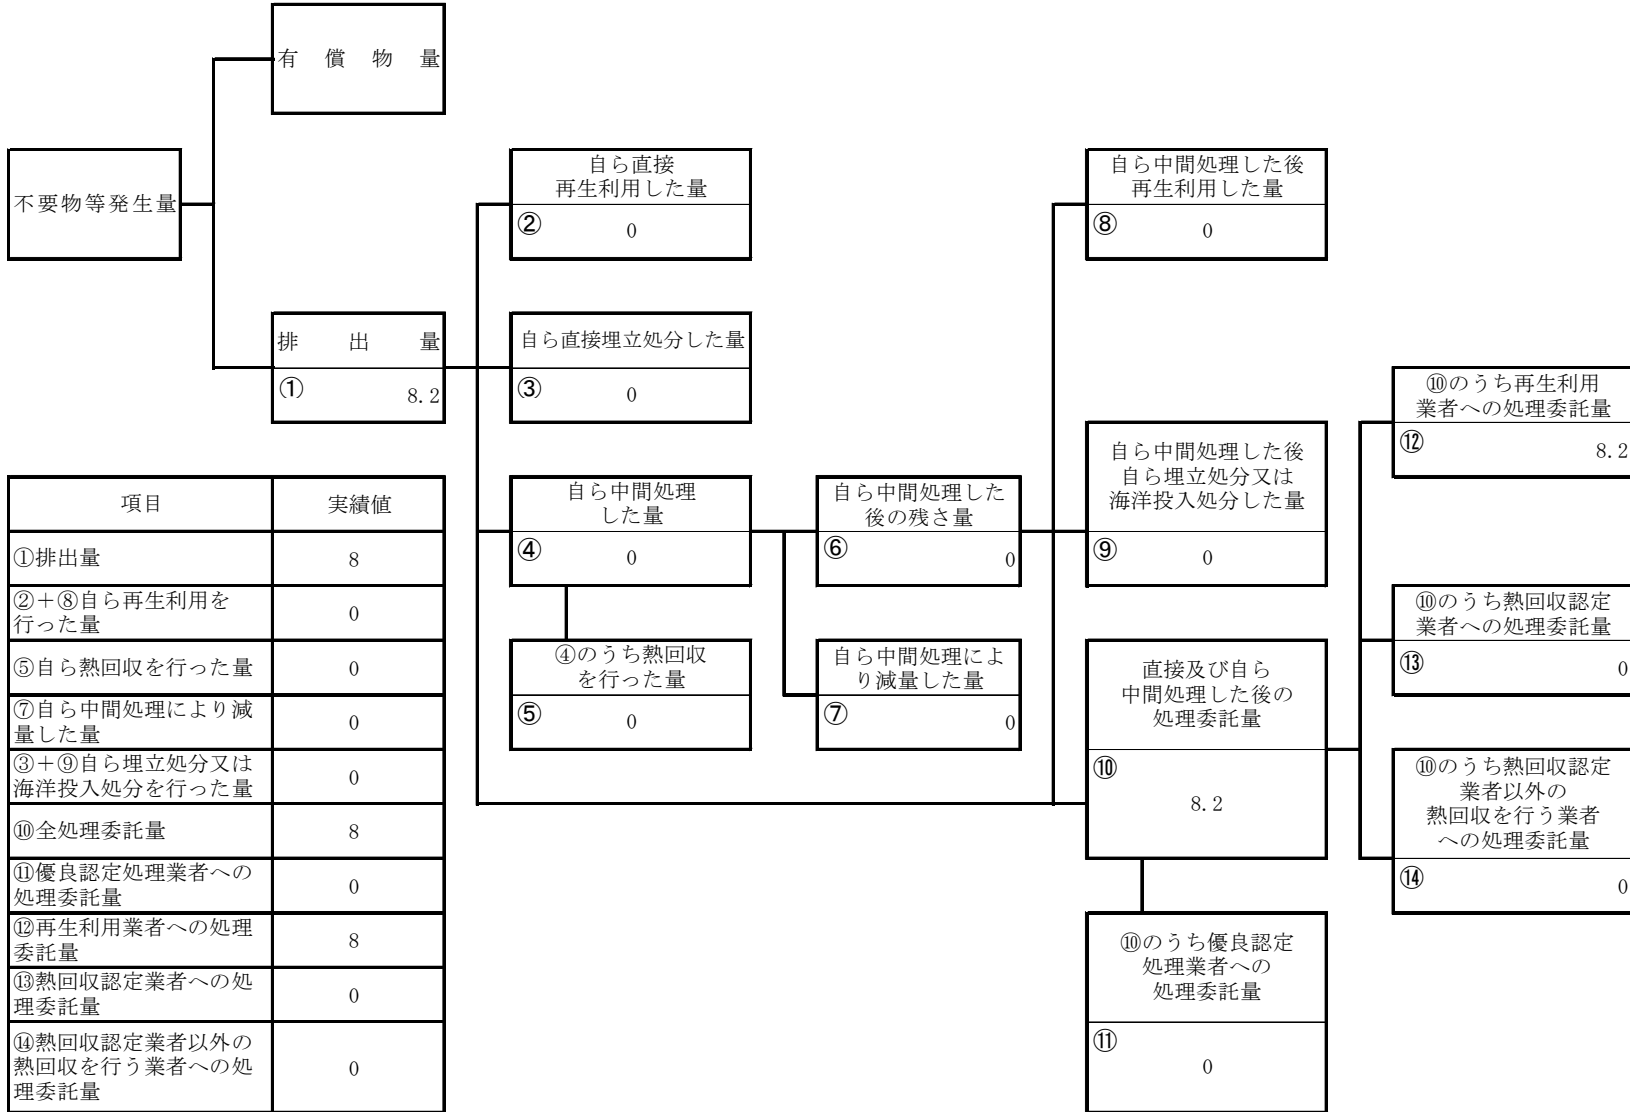 有償物量
不要物等発生量
自ら直接
再生利用した量
② 0
自ら中間処理した後
再生利用した量
⑧ 0
排出量
① 8.2
自ら直接埋立処分した量
③ 0
⑩のうち再生利用
業者への処理委託量
⑫ 8.2
自ら中間処理
した量
④ 0
自ら中間処理した
後の残さ量
⑥ 0
自ら中間処理した後
自ら埋立処分又は
海洋投入処分した量
⑨ 0
⑩のうち熱回収認定
業者への処理委託量
⑬ 0
④のうち熱回収
を行った量
⑤ 0
自ら中間処理によ
り減量した量
⑦ 0
直接及び自ら
中間処理した後の
処理委託量
⑩
8.2
⑩のうち熱回収認定
業者以外の
熱回収を行う業者
への処理委託量
⑭ 0
⑩のうち優良認定
処理業者への
処理委託量
⑪
0
項目 実績値
①排出量 8
②+⑧自ら再生利用を
行った量 0
⑤自ら熱回収を行った量 0
⑦自ら中間処理により減
量した量 0
③+⑨自ら埋立処分又は
海洋投入処分を行った量 0
⑩全処理委託量 8
⑪優良認定処理業者への
処理委託量 0
⑫再生利用業者への処理
委託量 8
⑬熱回収認定業者への処
理委託量 0
⑭熱回収認定業者以外の
熱回収を行う業者への処
理委託量 0